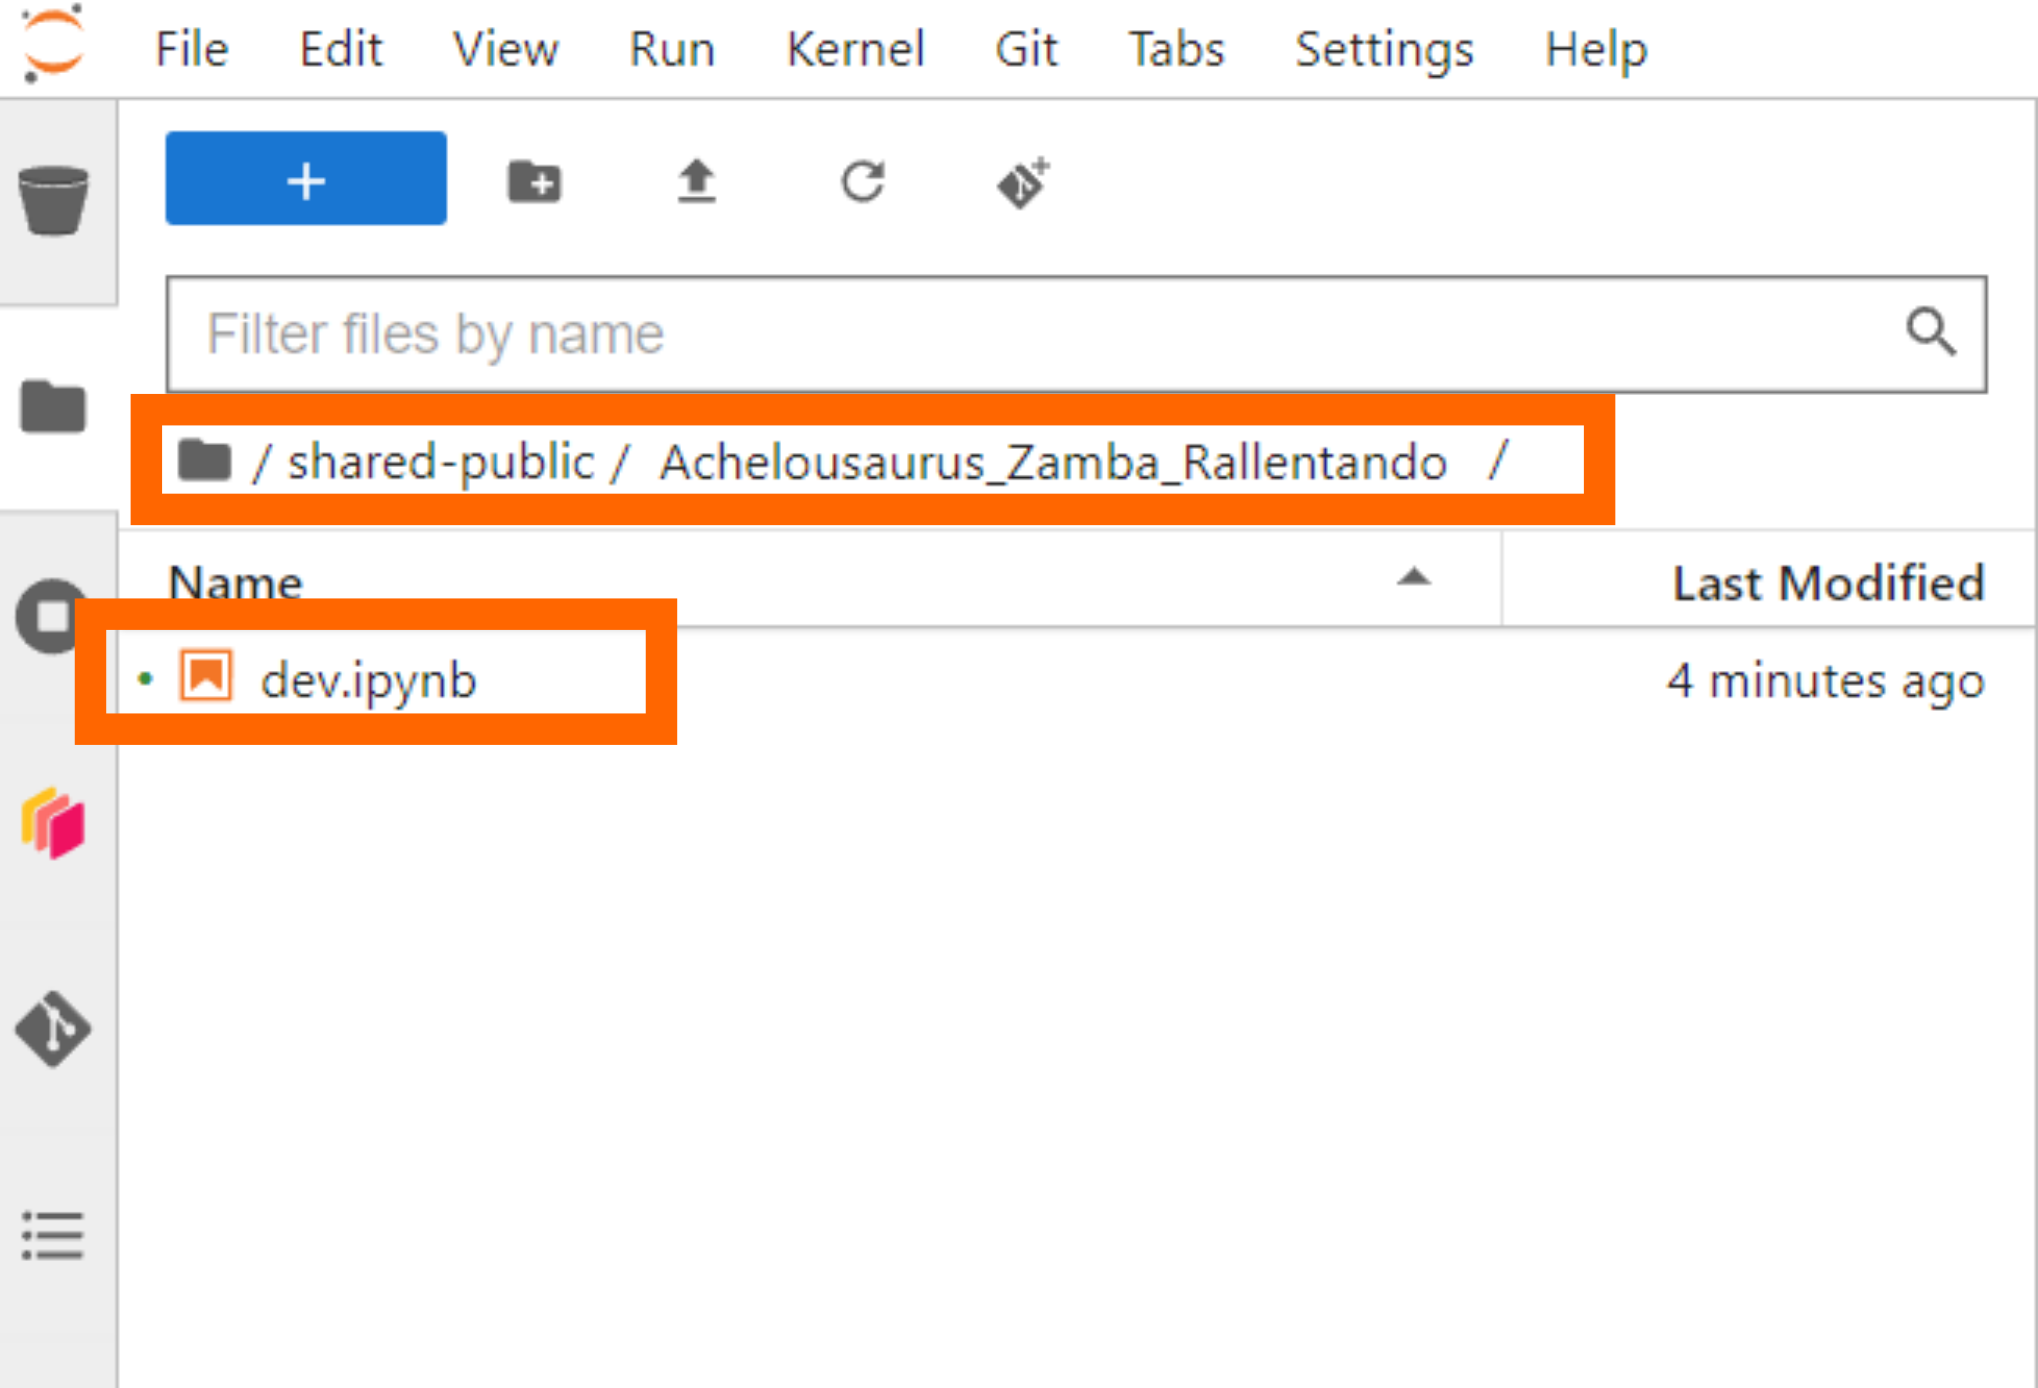 File Edit View Run Kernel Git Tabs Settings Help
+
Filter files by name
/ shared-public / Achelousaurus_Zamba_Rallentando /
Name Last Modified
dev.ipynb 4 minutes ago